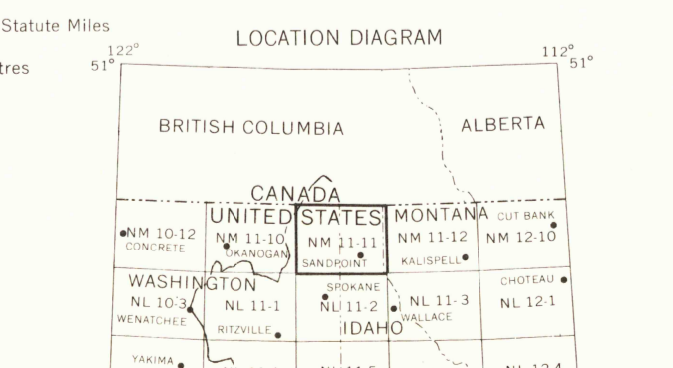 Statute Miles
tres
LOCATION DIAGRAM
122°
112°
51°
51°
BRITISH COLUMBIA
ALBERTA
CANADA
UNITED STATES
MONTANA
CUT BANK
NM 10-12
CONCRETE
NM 11-10
OKANOGAN
NM 11-11
SANDPOINT
NM 11-12
KALISPELL
NM 12-10
WASHINGTON
SPOKANE
CHOTEAU
NL 10-3
WENATCHEE
NL 11-1
RITZVILLE
NL 11-2
NL 11-3
WALLACE
NL 12-1
IDAHO
YAKIMA